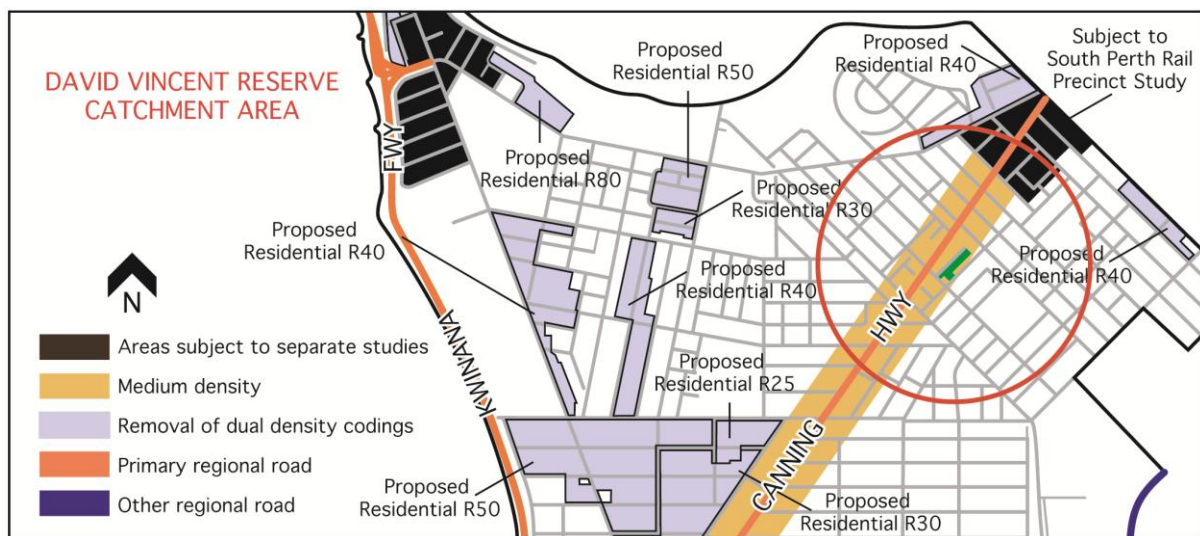 DAVID VINCENT RESERVE
CATCHMENT AREA
Proposed
Residential R50
Proposed
Residential R40
Subject to
South Perth Rail
Precinct Study
FWY
Proposed
Residential R80
Proposed
Residential R30
Proposed
Residential R40
Proposed
Residential R40
Proposed
Residential R40
N
KWINANA
HWY
CANNING
Proposed
Residential R25
Proposed
Residential R50
Proposed
Residential R30
Areas subject to separate studies
Medium density
Removal of dual density codings
Primary regional road
Other regional road